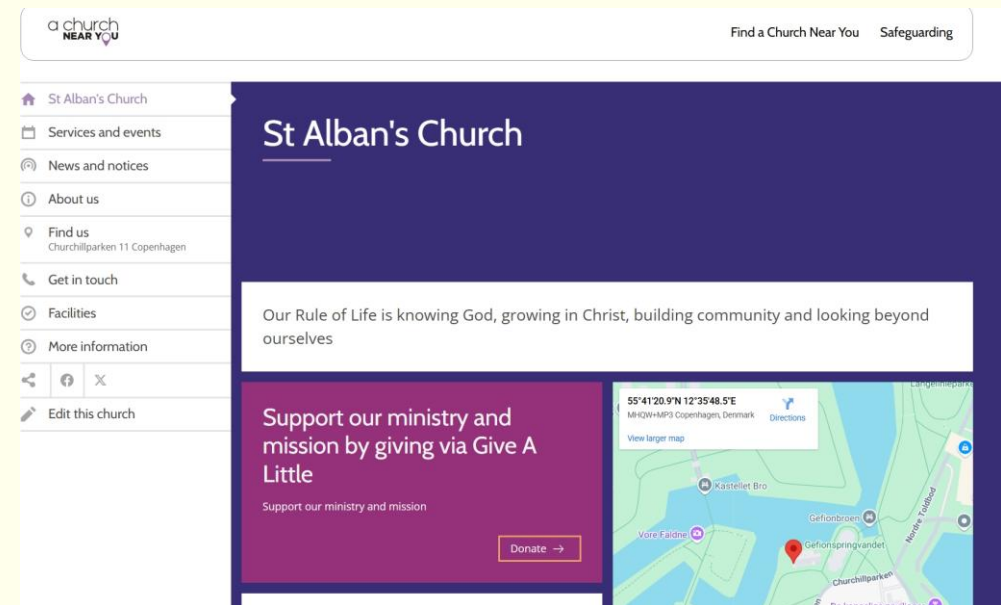 a church
NEAR YOU
Find a Church Near You
Safeguarding
St Alban's Church
Services and events
News and notices
About us
Find us
Churchillparken 11 Copenhagen
Get in touch
Facilities
More information
Edit this church
St Alban's Church
Our Rule of Life is knowing God, growing in Christ, building community and looking beyond
ourselves
Support our ministry and
mission by giving via Give A
Little
Support our ministry and mission
Donate →
55°41'20.9"N 12°35'48.5"E
MHQW+MP3 Copenhagen, Denmark
Directions
View larger map
Langeliniepark
Kastellet Bro
Nordre Toldbod
Gefionbroen
Vore Faldne
Gefionspringvandet
Churchillparken